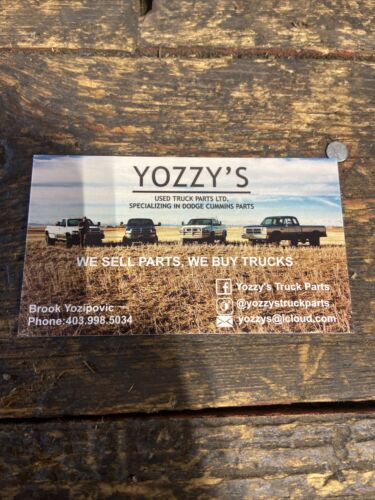 YOZZY'S
USED TRUCK PARTS LTD.
SPECIALIZING IN DODGE CUMMINS PARTS
WE SELL PARTS, WE BUY TRUCKS
Yozzy's Truck Parts
@yozzystruckparts
yozzys@icloud.com
Brook Yozipovic
Phone:403.998.5034